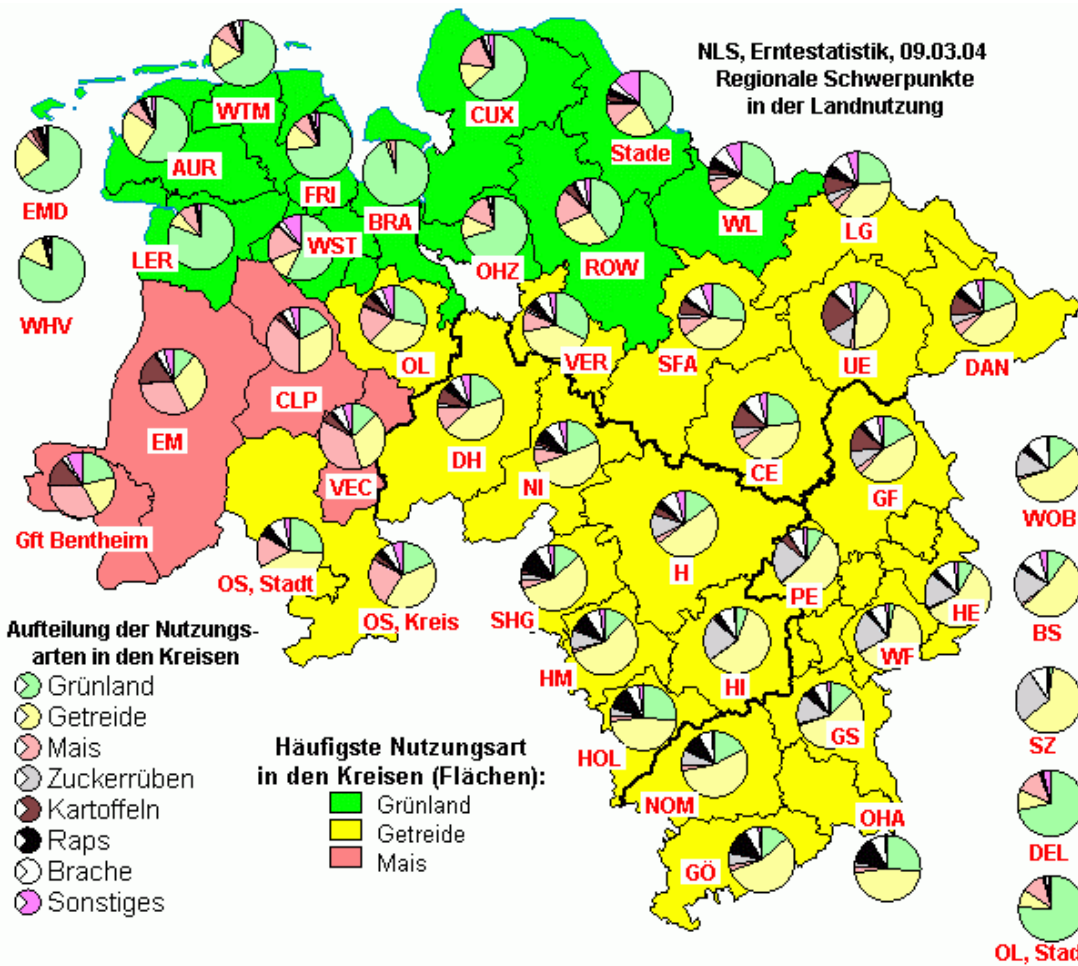 NLS, Erntestatistik, 09.03.04
Regionale Schwerpunkte
in der Landnutzung
WTM
CUX
Stade
AUR
EMD
FRI
BRA
WL
LG
LER
WST
OHZ
ROW
WHV
OL
VER
SFA
UE
DAN
CLP
EM
DH
CE
VEC
NI
GF
WOB
Gft Bentheim
H
OS, Stadt
OS, Kreis
SHG
PE
HE
BS
HM
HI
WF
HOL
GS
SZ
NOM
OHA
DEL
GÖ
OL, Stad
Aufteilung der Nutzungs-
arten in den Kreisen
Grünland
Getreide
Mais
Zuckerrüben
Kartoffeln
Raps
Brache
Sonstiges
Häufigste Nutzungsart
in den Kreisen (Flächen):
Grünland
Getreide
Mais